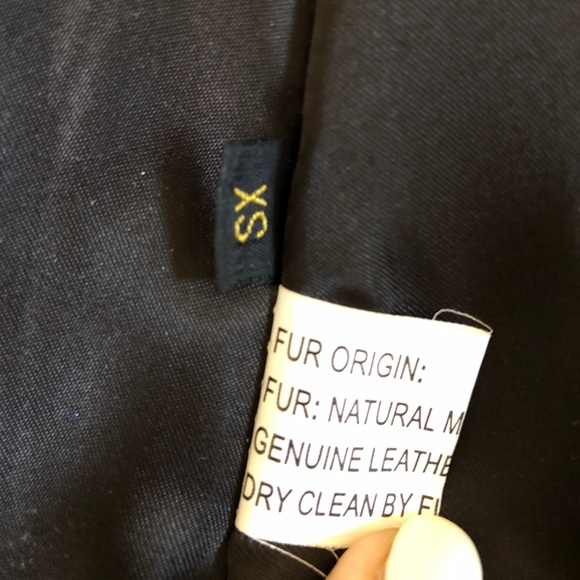 XS
FUR ORIGIN:
FUR: NATURAL
GENUINE
DRY CLEAN BY